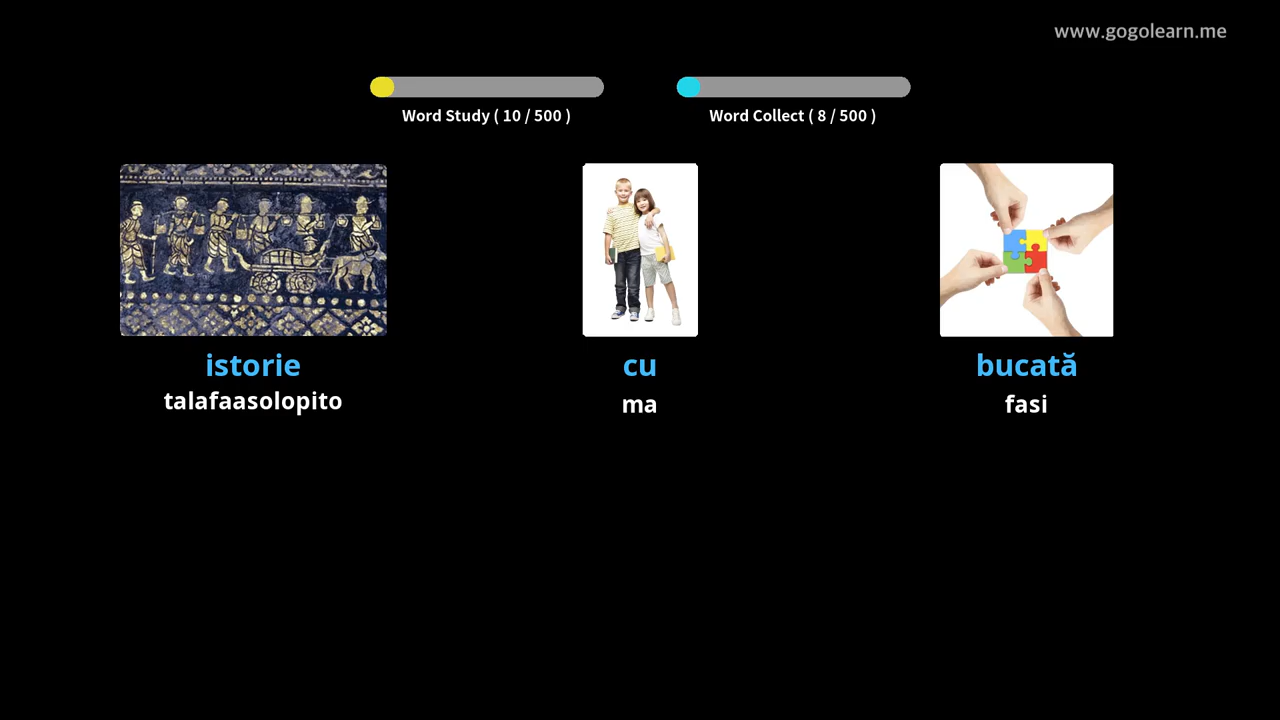 www.gogolearn.me
Word Study ( 10 / 500 )
Word Collect ( 8 / 500 )
istorie
talafaasolopito
cu
ma
bucată
fasi